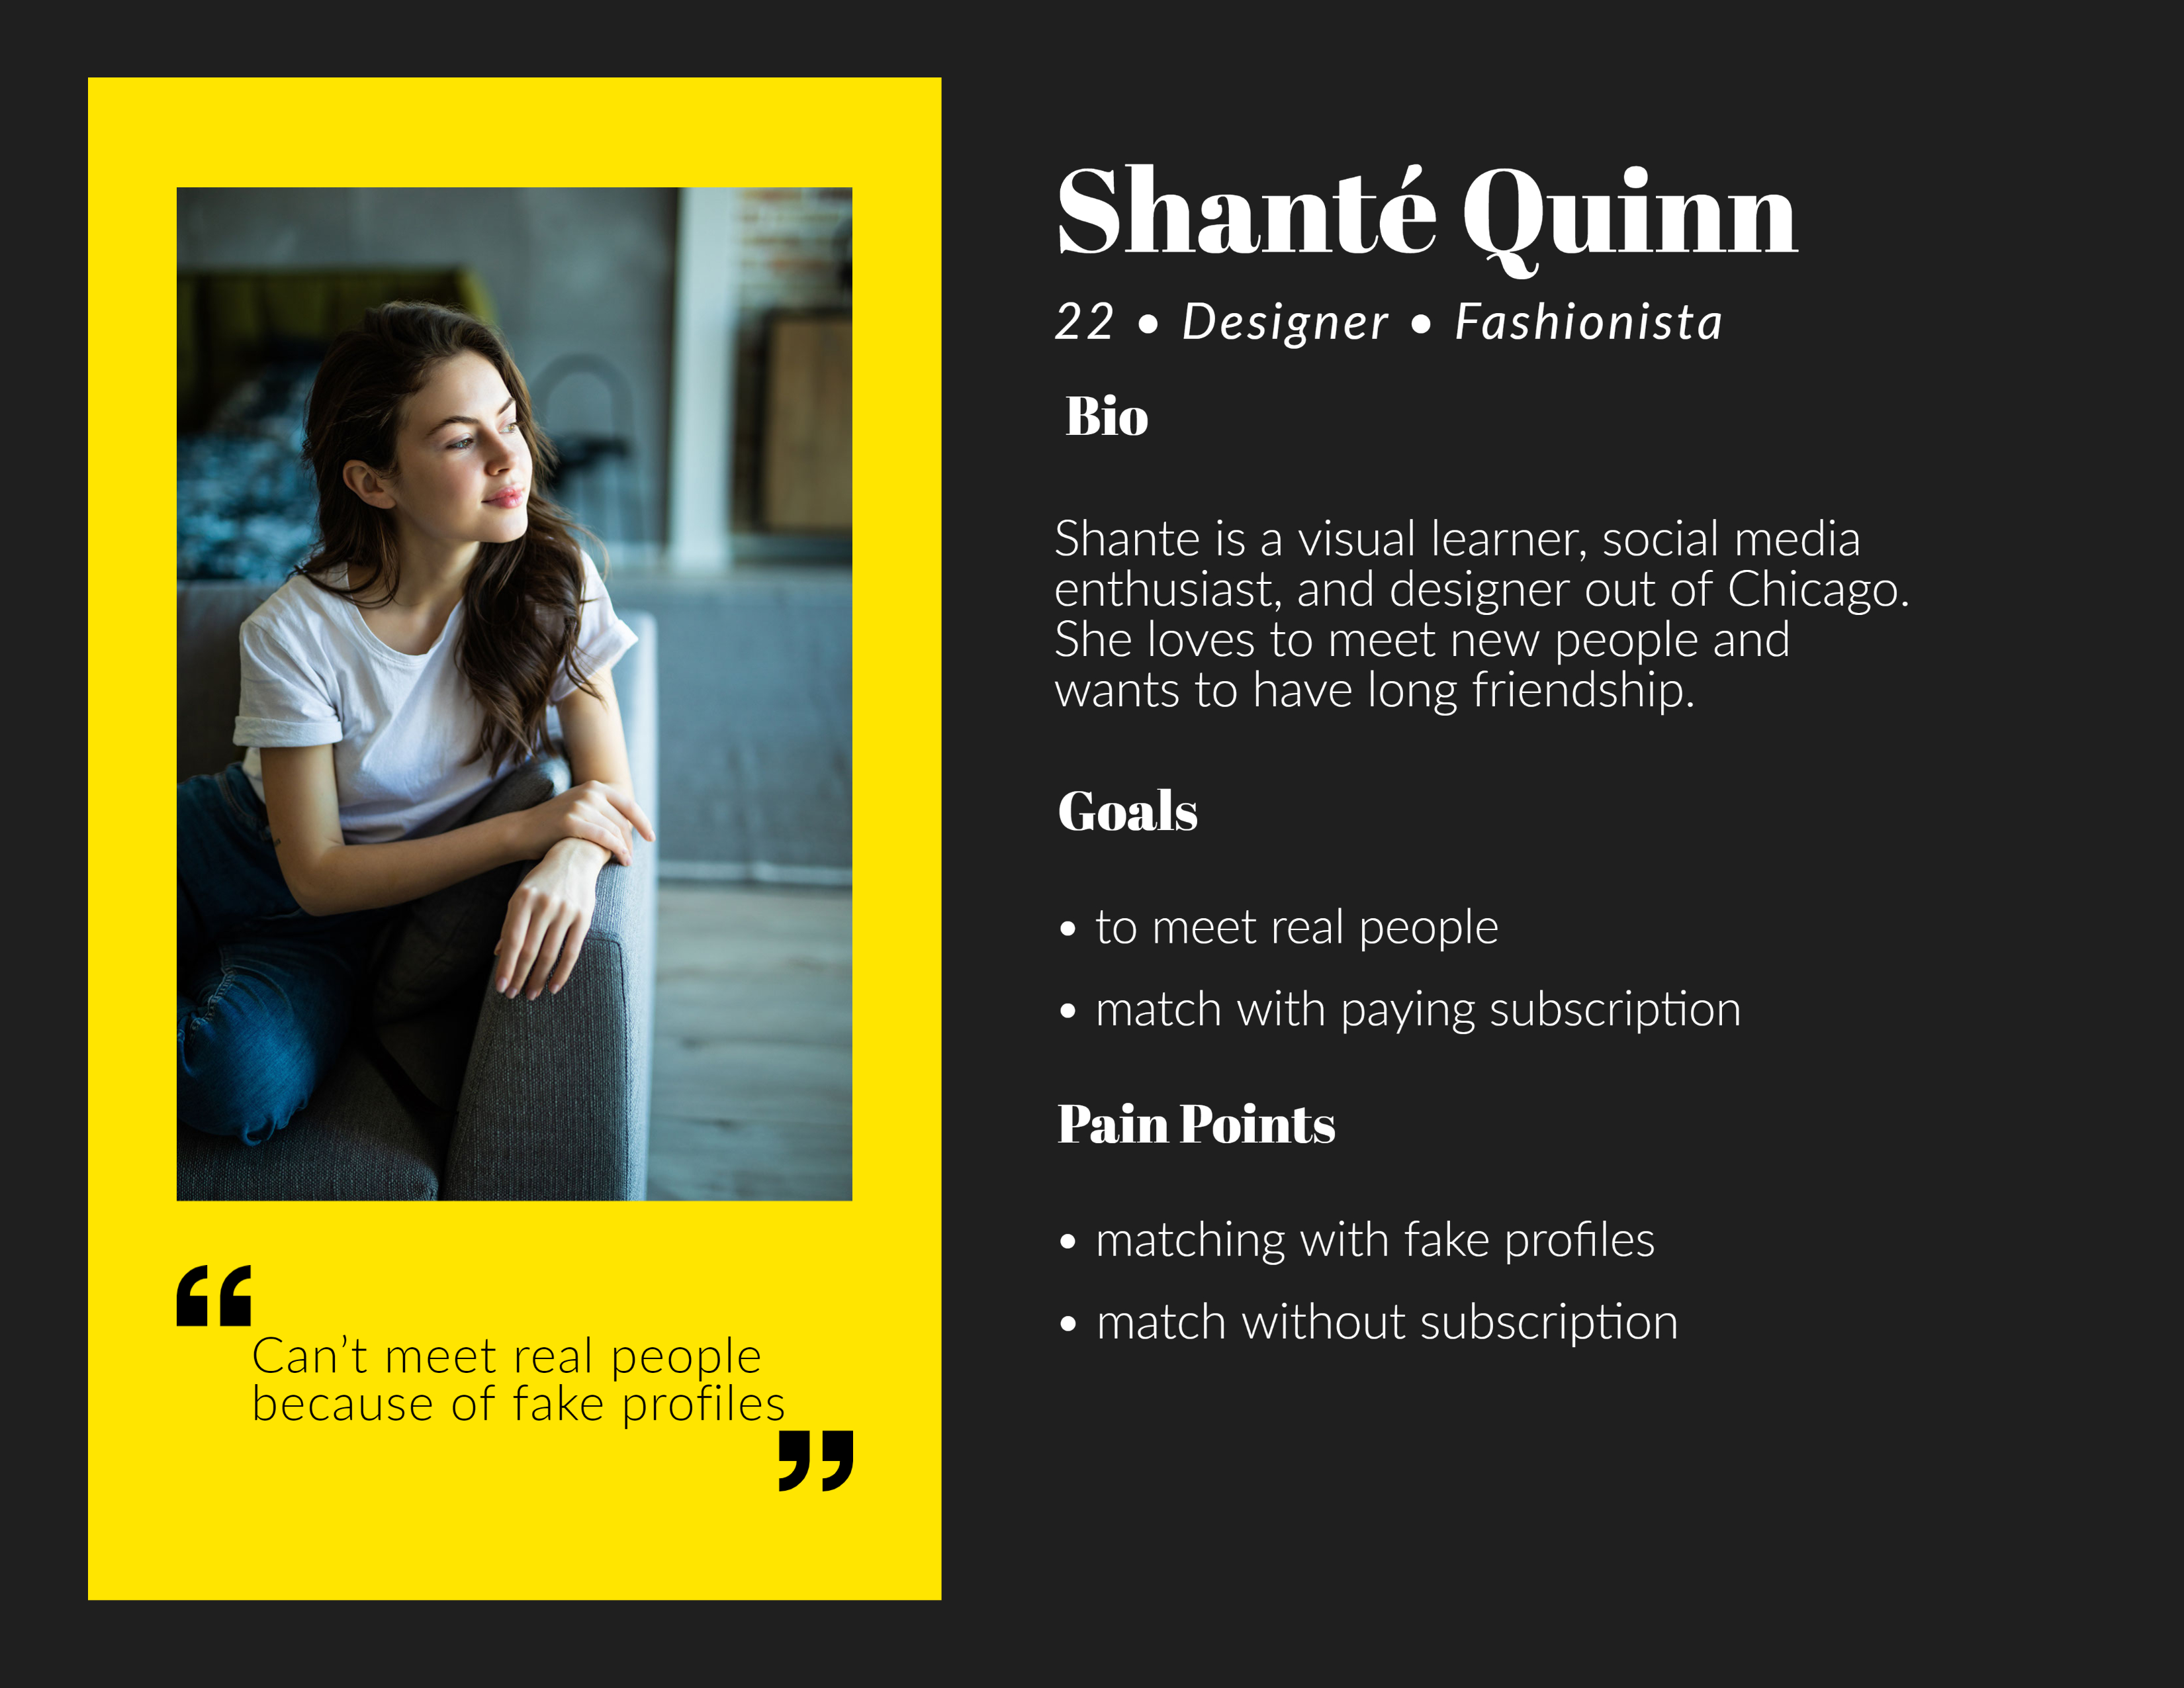 Shanté Quinn
22 • Designer • Fashionista
Bio
Shante is a visual learner, social media
enthusiast, and designer out of Chicago.
She loves to meet new people and
wants to have long friendship.
Goals
• to meet real people
• match with paying subscription
Pain Points
• matching with fake profiles
• match without subscription
“
Can’t meet real people
because of fake profiles
”